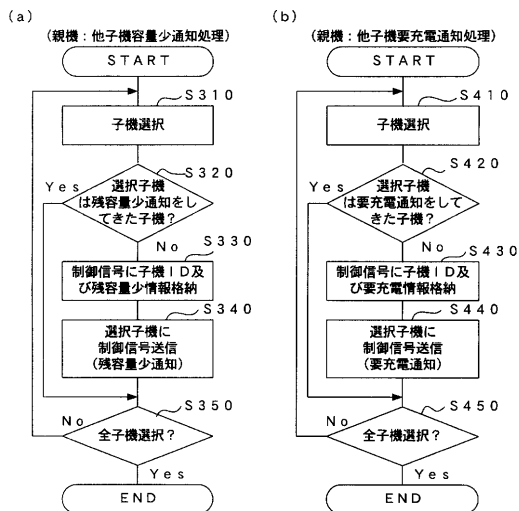 (a)
(親機:他子機容量少通知処理)
START
S310
子機選択
S320
Yes
選択子機
は残容量少通知をし
てきた子機?
No
S330
制御信号に子機ID及
び残容量少情報格納
S340
選択子機に
制御信号送信
(残容量少通知)
S350
No
全子機選択?
Yes
END
(b)
(親機:他子機要充電通知処理)
START
S410
子機選択
S420
Yes
選択子機
は要充電通知をして
きた子機?
No
S430
制御信号に子機ID及
び要充電情報格納
S440
選択子機に
制御信号送信
(要充電通知)
S450
No
全子機選択?
Yes
END